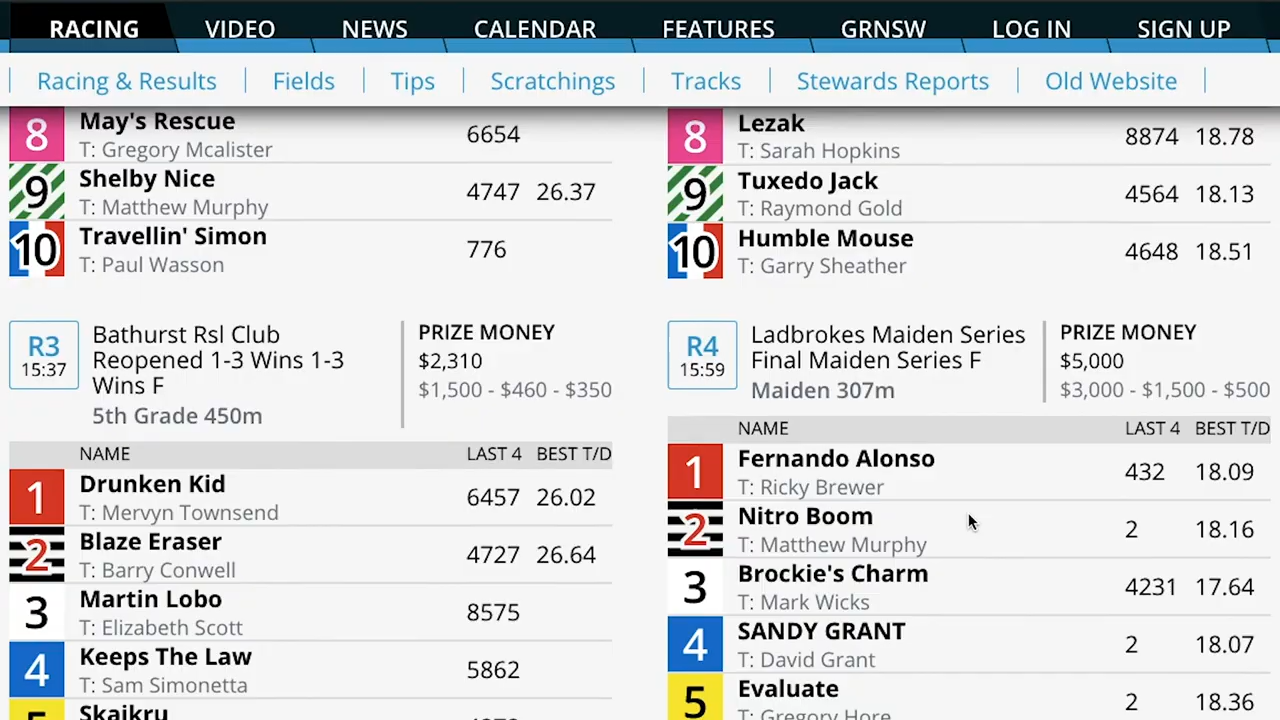 RACING VIDEO NEWS CALENDAR FEATURES GRNSW LOG IN SIGN UP
Racing & Results Fields Tips Scratchings Tracks Stewards Reports Old Website
8 May's Rescue 6654
T: Gregory Mcalister
9 Shelby Nice 4747 26.37
T: Matthew Murphy
10 Travellin' Simon 776
T: Paul Wasson
R3 15:37
Bathurst Rsl Club
Reopened 1-3 Wins 1-3
Wins F
5th Grade 450m
PRIZE MONEY
$2,310
$1,500 - $460 - $350
NAME LAST 4 BEST T/D
1 Drunken Kid 6457 26.02
T: Mervyn Townsend
2 Blaze Eraser 4727 26.64
T: Barry Conwell
3 Martin Lobo 8575
T: Elizabeth Scott
4 Keeps The Law 5862
T: Sam Simonetta
5 Skaikru
8 Lezak 8874 18.78
T: Sarah Hopkins
9 Tuxedo Jack 4564 18.13
T: Raymond Gold
10 Humble Mouse 4648 18.51
T: Garry Sheather
R4 15:59
Ladbrokes Maiden Series
Final Maiden Series F
Maiden 307m
PRIZE MONEY
$5,000
$3,000 - $1,500 - $500
NAME LAST 4 BEST T/D
1 Fernando Alonso 432 18.09
T: Ricky Brewer
2 Nitro Boom 2 18.16
T: Matthew Murphy
3 Brockie's Charm 4231 17.64
T: Mark Wicks
4 SANDY GRANT 2 18.07
T: David Grant
5 Evaluate 2 18.36
T: Gregory Hore